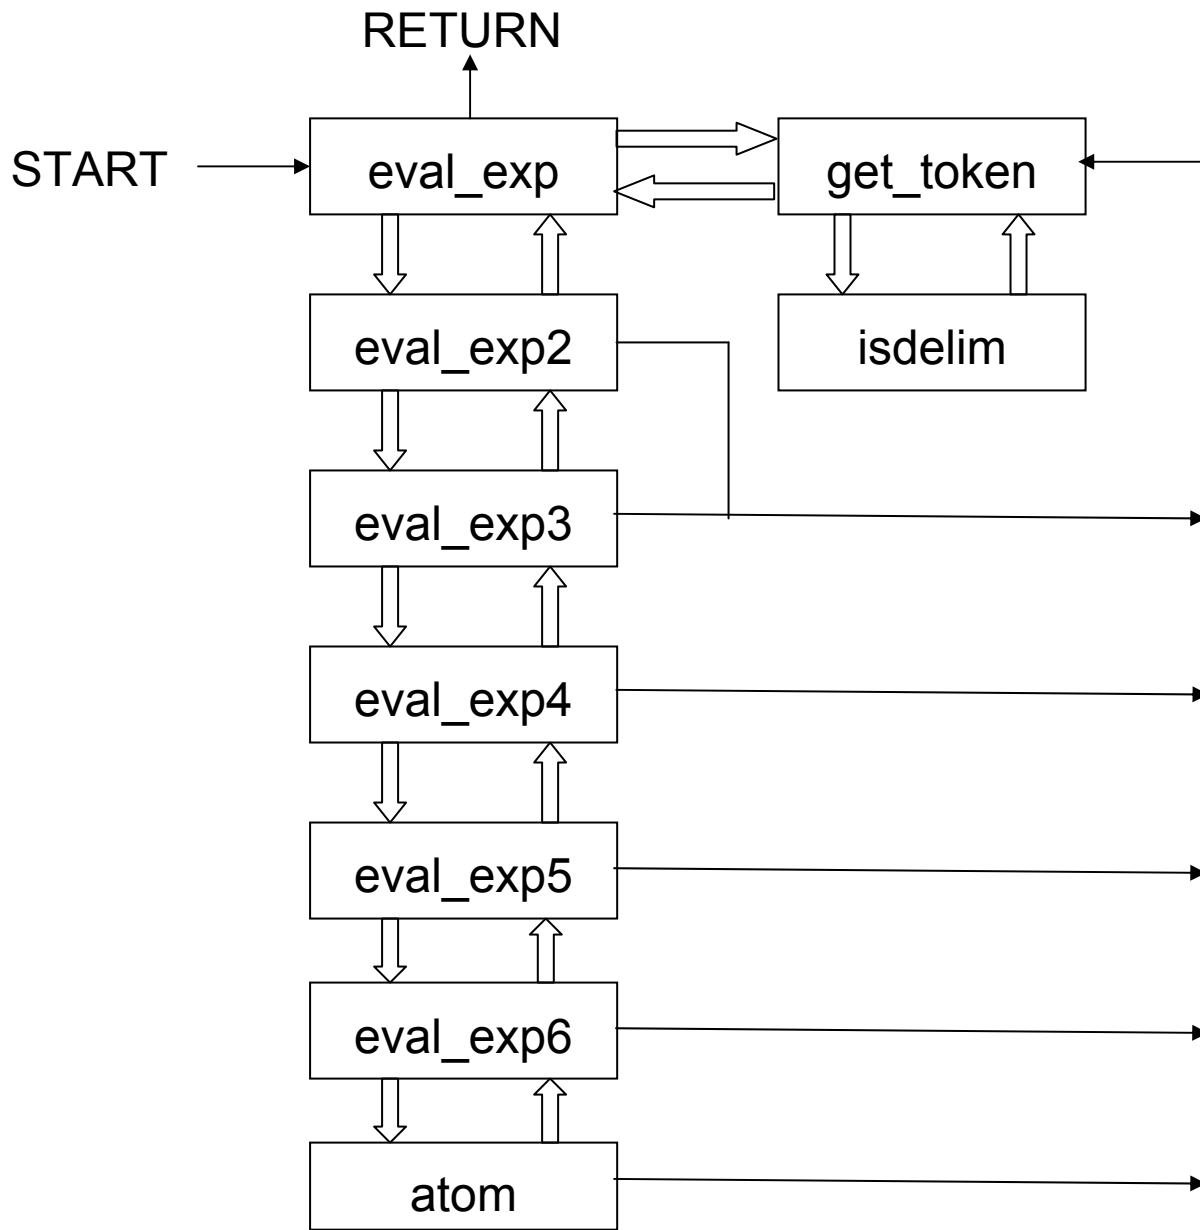 RETURN
START
eval_exp
get_token
eval_exp2
isdelim
eval_exp3
eval_exp4
eval_exp5
eval_exp6
atom